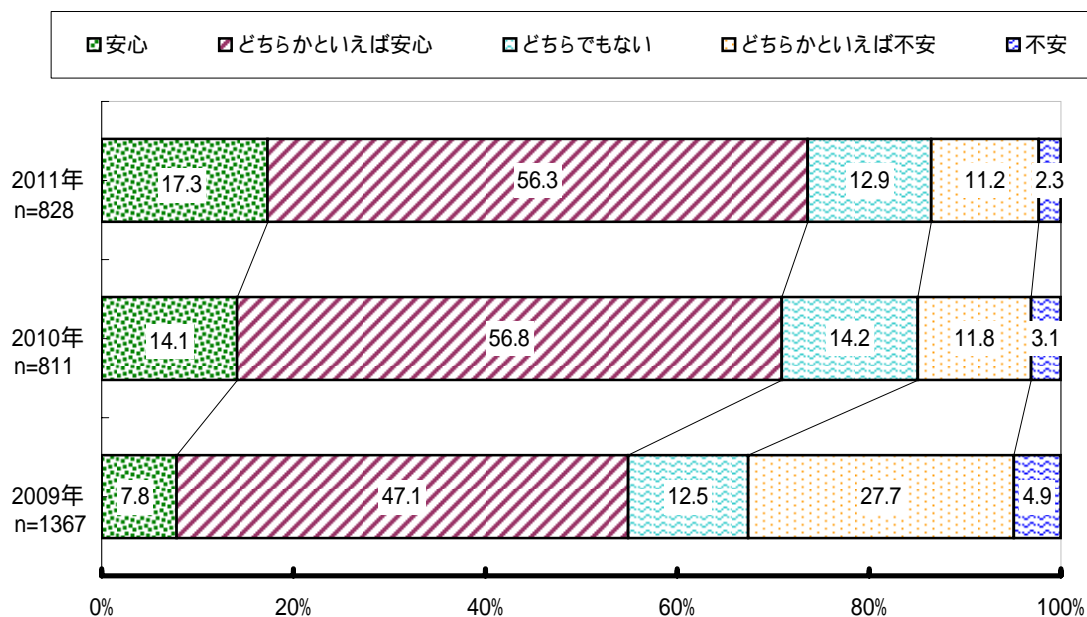 安心 どちらかといえば安心 どちらでもない どちらかといえば不安 不安
2011年
n=828
17.3 56.3 12.9 11.2 2.3
2010年
n=811
14.1 56.8 14.2 11.8 3.1
2009年
n=1367
7.8 47.1 12.5 27.7 4.9
0% 20% 40% 60% 80% 100%